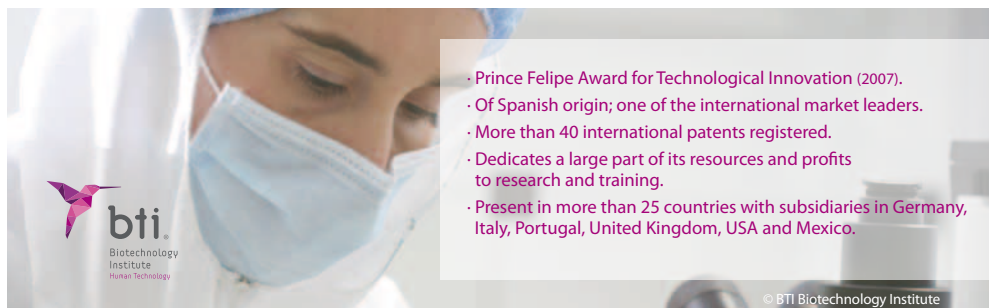 · Prince Felipe Award for Technological Innovation (2007).
· Of Spanish origin; one of the international market leaders.
· More than 40 international patents registered.
· Dedicates a large part of its resources and profits
to research and training.
· Present in more than 25 countries with subsidiaries in Germany,
Italy, Portugal, United Kingdom, USA and Mexico.
bti®
Biotechnology
Institute
Human Technology
© BTI Biotechnology Institute